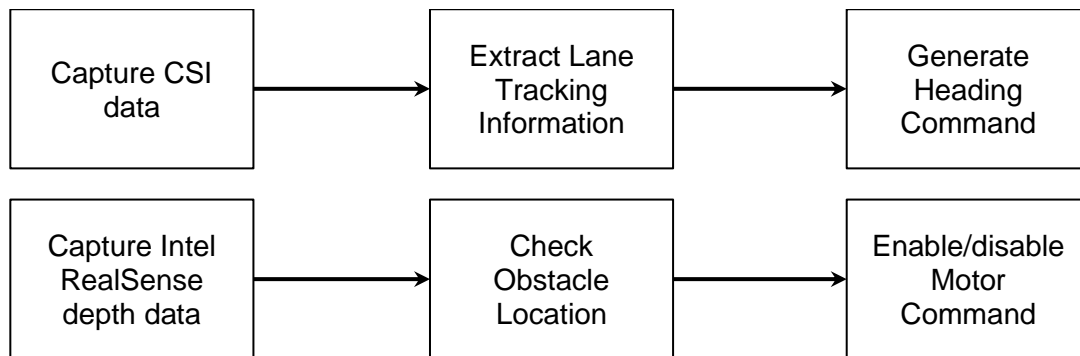 Capture CSI
data
Extract Lane
Tracking
Information
Generate
Heading
Command
Capture Intel
RealSense
depth data
Check
Obstacle
Location
Enable/disable
Motor
Command